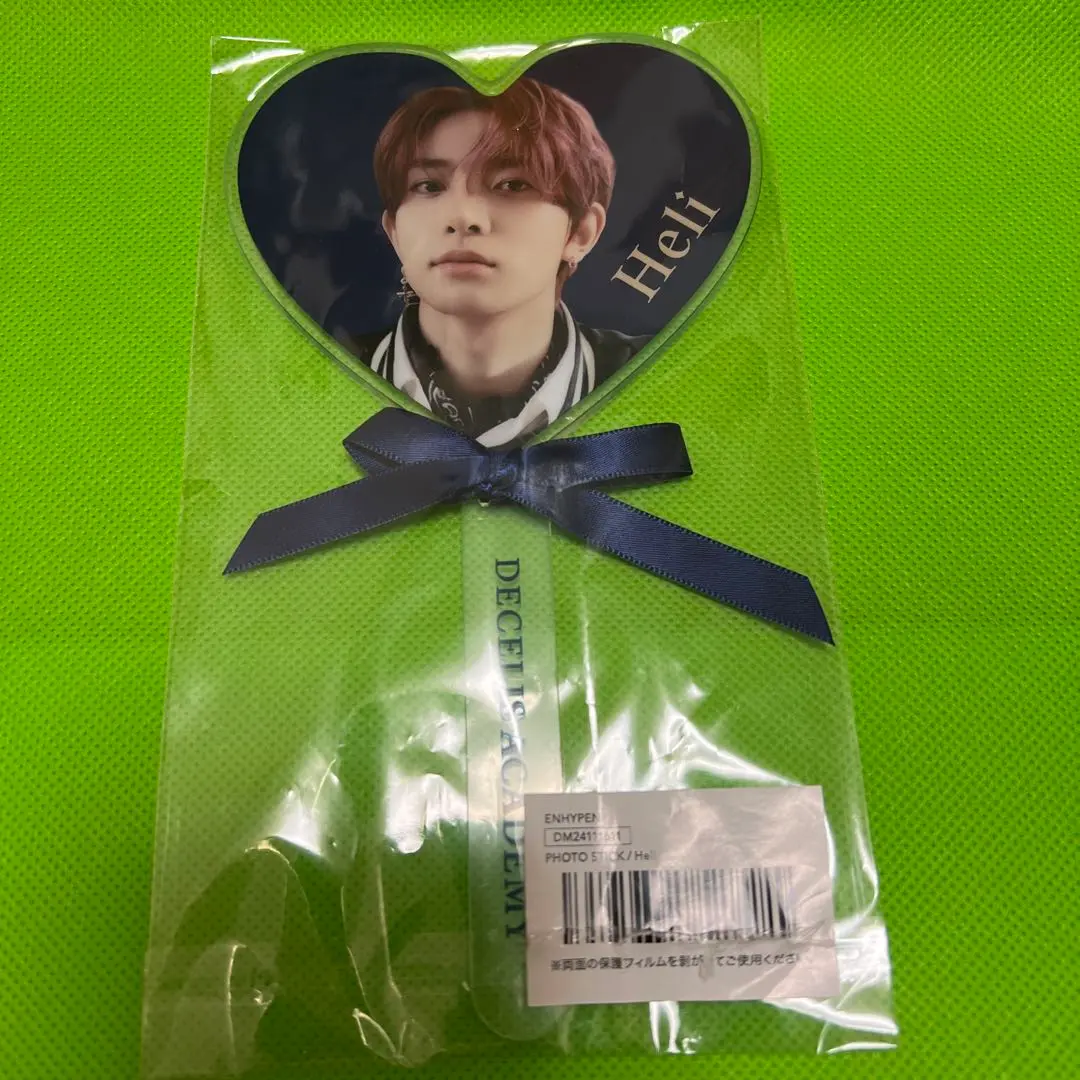 Heli
DECELIS ACADEMY
ENHYPEN
PHOTO STICK / Heli
※両面の保護フィルムを剥が てご使用ください